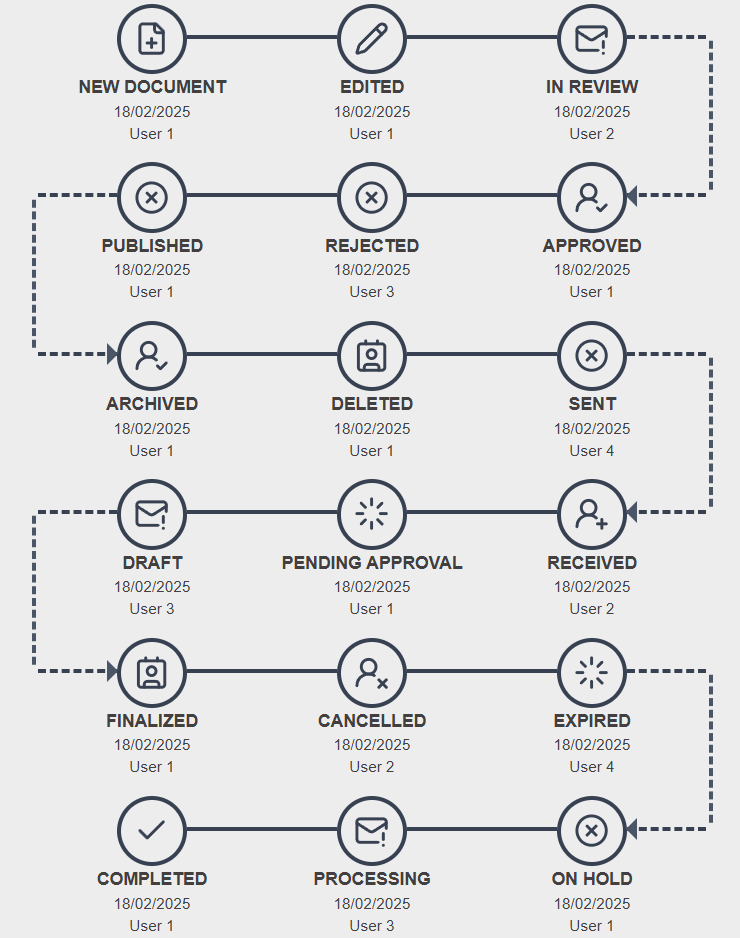 NEW DOCUMENT
18/02/2025
User 1
EDITED
18/02/2025
User 1
IN REVIEW
18/02/2025
User 2
PUBLISHED
18/02/2025
User 1
REJECTED
18/02/2025
User 3
APPROVED
18/02/2025
User 1
ARCHIVED
18/02/2025
User 1
DELETED
18/02/2025
User 1
SENT
18/02/2025
User 4
DRAFT
18/02/2025
User 3
PENDING APPROVAL
18/02/2025
User 1
RECEIVED
18/02/2025
User 2
FINALIZED
18/02/2025
User 1
CANCELLED
18/02/2025
User 2
EXPIRED
18/02/2025
User 4
COMPLETED
18/02/2025
User 1
PROCESSING
18/02/2025
User 3
ON HOLD
18/02/2025
User 1